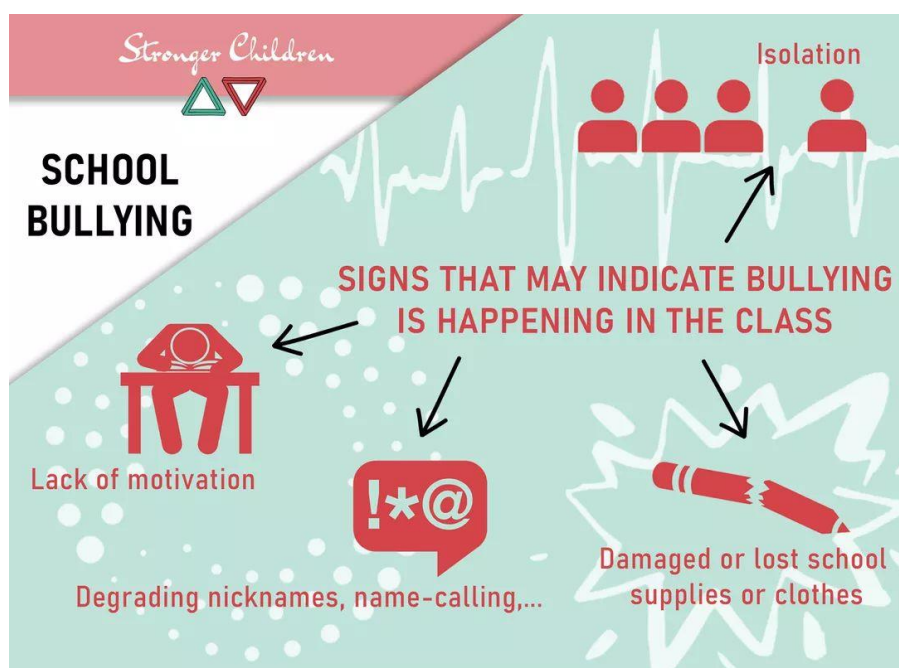 Stronger Children
SCHOOL
BULLYING
Isolation
SIGNS THAT MAY INDICATE BULLYING
IS HAPPENING IN THE CLASS
Lack of motivation
!*@
Degrading nicknames, name-calling,...
Damaged or lost school
supplies or clothes